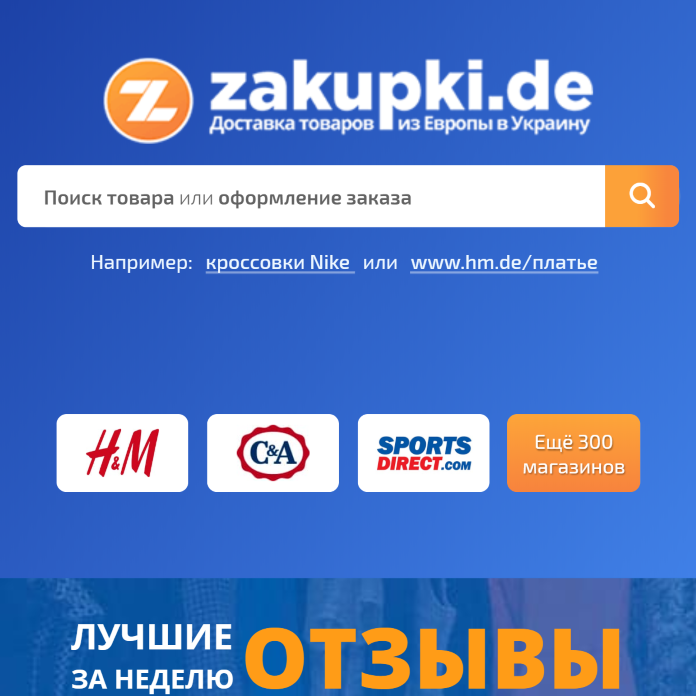 zakupki.de
Доставка товаров из Европы в Украину
Поиск товара или оформление заказа
Например: кроссовки Nike или www.hm.de/платье
H&M
C&A
SPORTS
DIRECT.COM
Ещё 300
магазинов
ЛУЧШИЕ
ЗА НЕДЕЛЮ
ОТЗЫВЫ